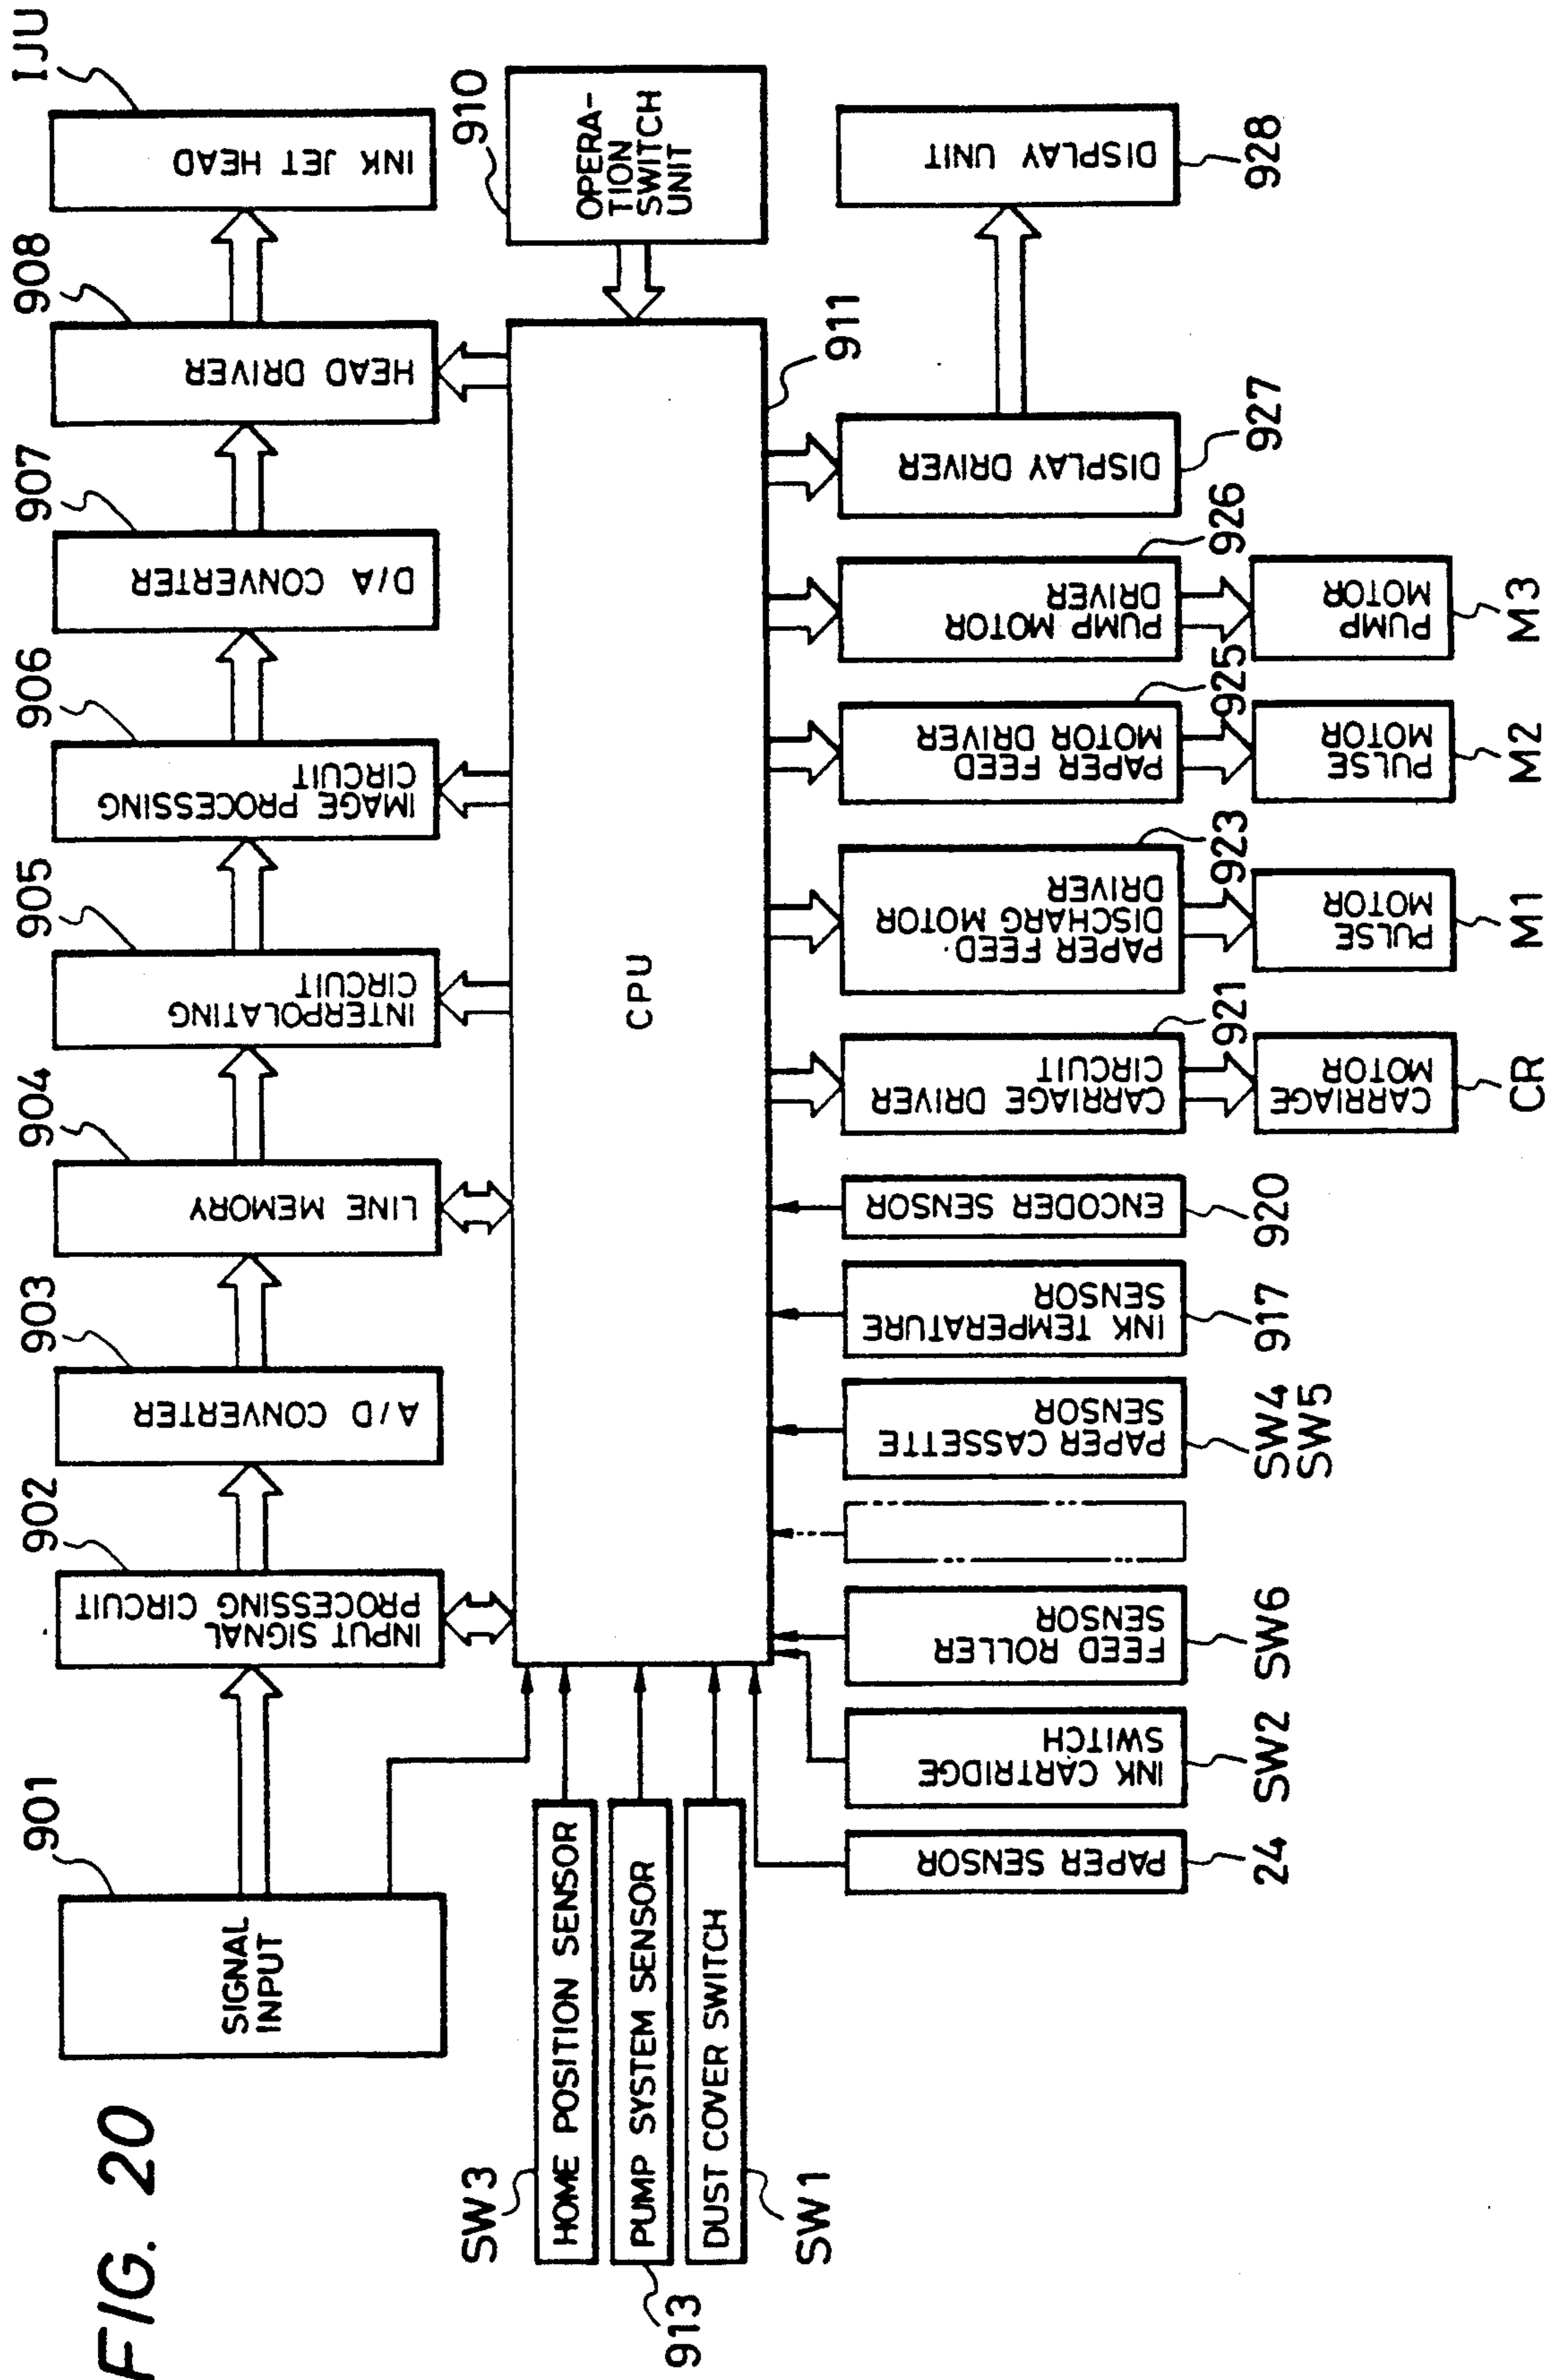 FIG. 20
901
SIGNAL
INPUT
902
INPUT SIGNAL
PROCESSING CIRCUIT
903
A/D CONVERTER
904
LINE MEMORY
905
INTERPOLATING
CIRCUIT
906
IMAGE PROCESSING
CIRCUIT
907
D/A CONVERTER
908
HEAD DRIVER
IJU
INK JET HEAD
SW3
HOME POSITION SENSOR
913
PUMP SYSTEM SENSOR
SW1
DUST COVER SWITCH
CPU
911
910
OPERA-
TION
SWITCH
UNIT
PAPER SENSOR
24
INK CARTRIDGE
SWITCH
SW2
FEED ROLLER
SENSOR
SW6
PAPER CASSETTE
SENSOR
SW4
SW5
INK TEMPERATURE
SENSOR
917
ENCODER SENSOR
920
CARRIAGE DRIVER
CIRCUIT
921
CARRIAGE
MOTOR
CR
PAPER FEED
DISCHARG MOTOR
DRIVER
923
PULSE
MOTOR
M1
PAPER FEED
MOTOR DRIVER
925
PULSE
MOTOR
M2
PUMP MOTOR
DRIVER
926
PUMP
MOTOR
M3
DISPLAY DRIVER
927
DISPLAY UNIT
928